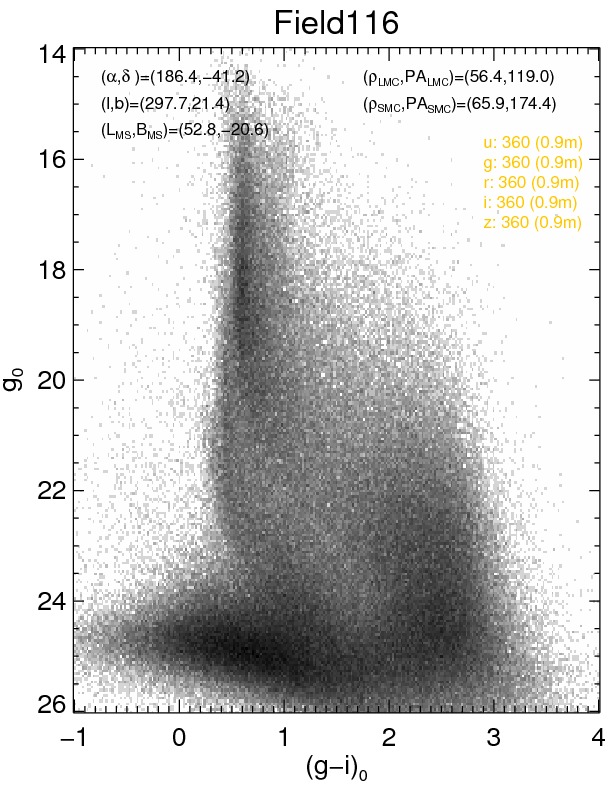 Field116
(α,δ)=(186.4,−41.2)
(ρLMC,PALMC)=(56.4,119.0)
(l,b)=(297.7,21.4)
(ρSMC,PASMC)=(65.9,174.4)
(LMS,BMS)=(52.8,−20.6)
u: 360 (0.9m)
g: 360 (0.9m)
r: 360 (0.9m)
i: 360 (0.9m)
z: 360 (0.9m)
14
16
18
20
22
24
26
g0
−1 0 1 2 3 4
(g−i)0